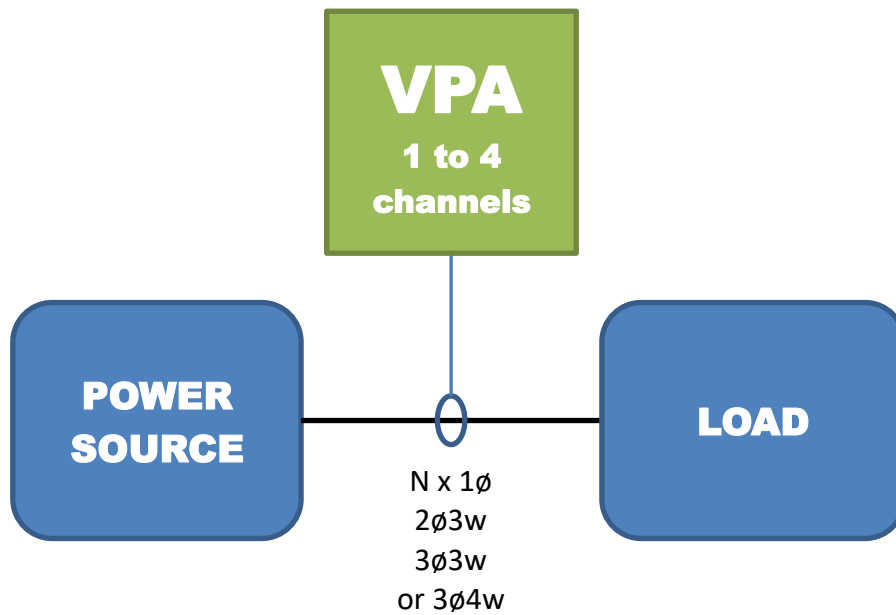 VPA
1 to 4
channels
POWER
SOURCE
LOAD
N x 1ø
2ø3w
3ø3w
or 3ø4w